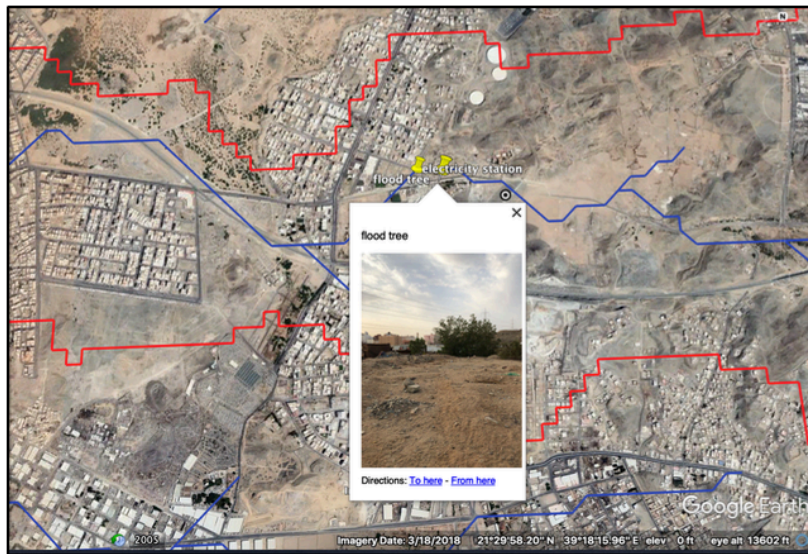 N
electricity station
flood tree
flood tree
Directions: To here - From here
Google Earth
2005
Imagery Date: 3/18/2018 21°29'58.20" N 39°18'15.96" E elev 0 ft eye alt 13602 ft